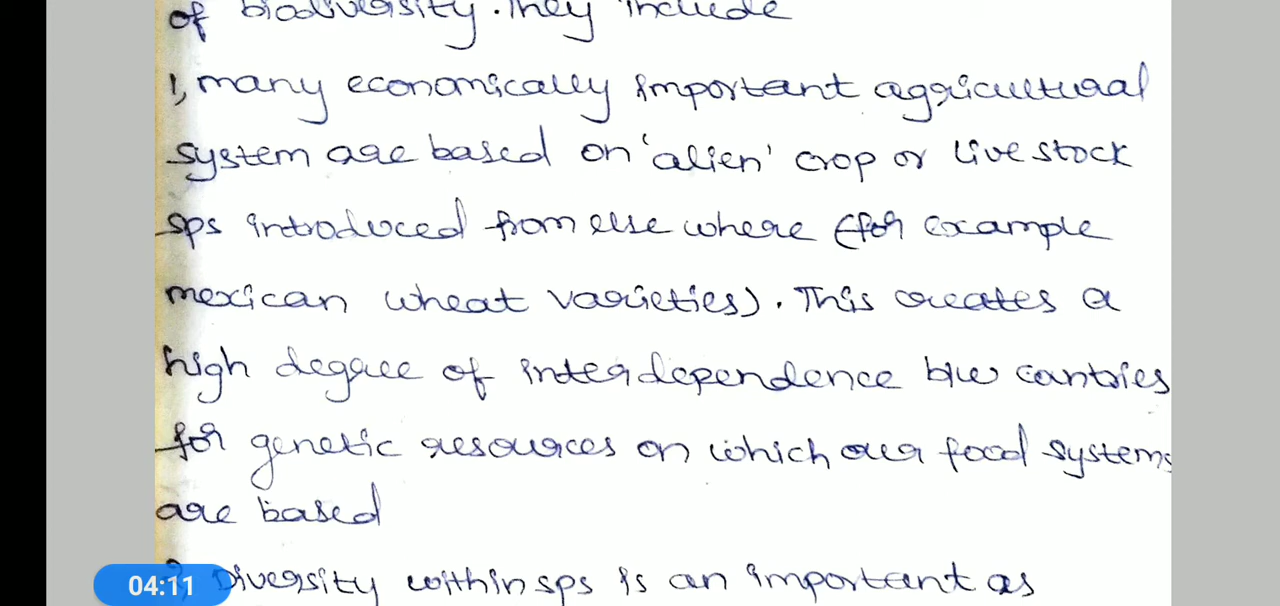 of biodiversity. They include
1, many economically important agricultural
system are based on 'alien' crop or live stock
sps introduced from else where (for example
mexican wheat varieties). This creates a
high degree of interdependence b/w cantries
for genetic resources on which our food systems
are based
04:11 Diversity within sps is an important as